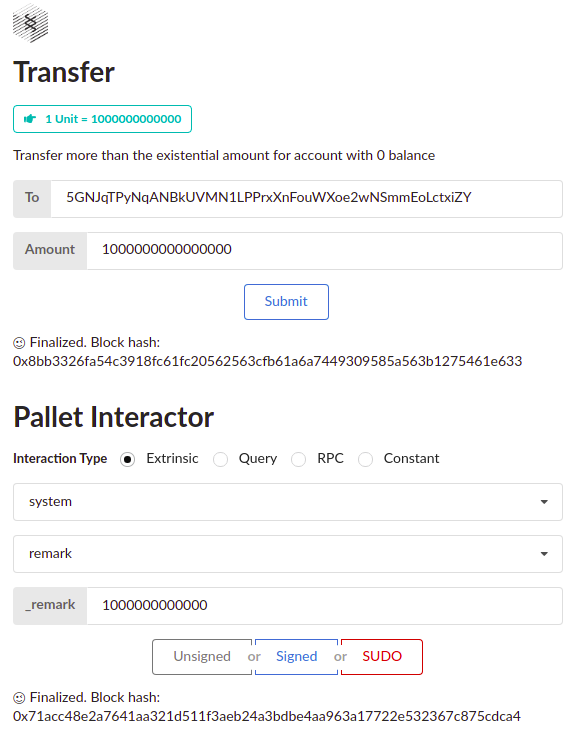 Transfer
1 Unit = 1000000000000
Transfer more than the existential amount for account with 0 balance
To 5GNJqTPyNqANBkUVMN1LPPrxXnFouWXoe2wNSmmEoLctxiZY
Amount 1000000000000000
Submit
Finalized. Block hash:
0x8bb3326fa54c3918fc61fc20562563cfb61a6a7449309585a563b1275461e633
Pallet Interactor
Interaction Type Extrinsic Query RPC Constant
system
remark
_remark 1000000000000
Unsigned or Signed or SUDO
Finalized. Block hash:
0x71acc48e2a7641aa321d511f3aeb24a3bdbe4aa963a17722e532367c875cdca4